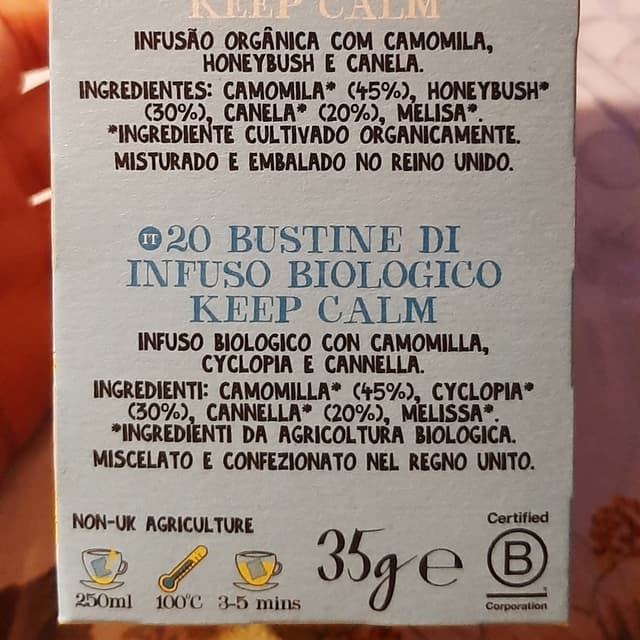 KEEP CALM
INFUSÃO ORGÂNICA COM CAMOMILA,
HONEYBUSH E CANELA.
INGREDIENTES: CAMOMILA* (45%), HONEYBUSH*
(30%), CANELA* (20%), MELISA*.
*INGREDIENTE CULTIVADO ORGANICAMENTE.
MISTURADO E EMBALADO NO REINO UNIDO.
IT 20 BUSTINE DI
INFUSO BIOLOGICO
KEEP CALM
INFUSO BIOLOGICO CON CAMOMILLA,
CYCLOPIA E CANNELLA.
INGREDIENTI: CAMOMILLA* (45%), CYCLOPIA*
(30%), CANNELLA* (20%), MELISSA*.
*INGREDIENTI DA AGRICOLTURA BIOLOGICA.
MISCELATO E CONFEZIONATO NEL REGNO UNITO.
NON-UK AGRICULTURE
250ml 100°C 3-5 mins
35g e
Certified
B
Corporation